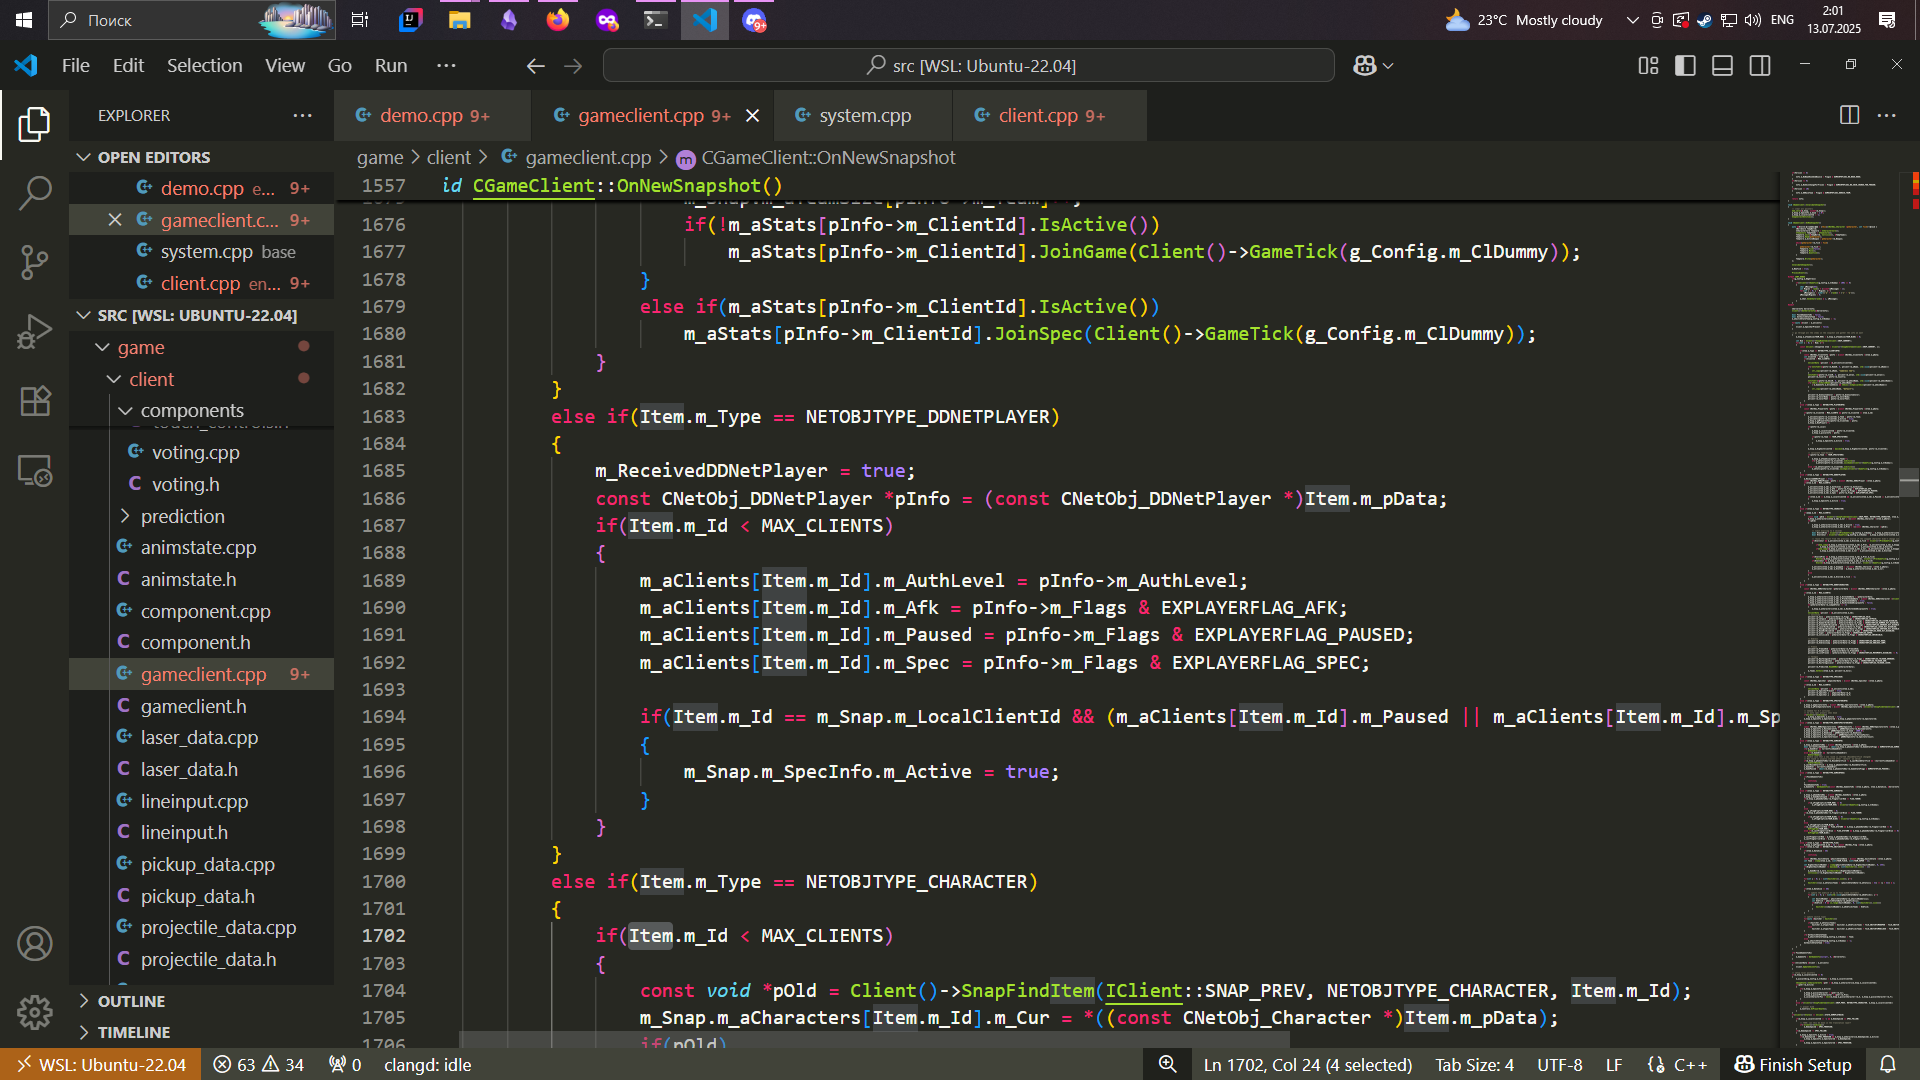 Поиск
9+
23°C Mostly cloudy
ENG
2:01
13.07.2025
File Edit Selection View Go Run ···
src [WSL: Ubuntu-22.04]
EXPLORER
demo.cpp 9+
gameclient.cpp 9+
system.cpp
client.cpp 9+
OPEN EDITORS
demo.cpp e... 9+
gameclient.c... 9+
system.cpp base
client.cpp en... 9+
SRC [WSL: UBUNTU-22.04]
game
client
components
voting.cpp
voting.h
prediction
animstate.cpp
animstate.h
component.cpp
component.h
gameclient.cpp 9+
gameclient.h
laser_data.cpp
laser_data.h
lineinput.cpp
lineinput.h
pickup_data.cpp
pickup_data.h
projectile_data.cpp
projectile_data.h
OUTLINE
TIMELINE
game > client > gameclient.cpp > CGameClient::OnNewSnapshot
1557 id CGameClient::OnNewSnapshot()
1676 if(!m_aStats[pInfo->m_ClientId].IsActive())
1677 m_aStats[pInfo->m_ClientId].JoinGame(Client()->GameTick(g_Config.m_ClDummy));
1678 }
1679 else if(m_aStats[pInfo->m_ClientId].IsActive())
1680 m_aStats[pInfo->m_ClientId].JoinSpec(Client()->GameTick(g_Config.m_ClDummy));
1681 }
1682 }
1683 else if(Item.m_Type == NETOBJTYPE_DDNETPLAYER)
1684 {
1685 m_ReceivedDDNetPlayer = true;
1686 const CNetObj_DDNetPlayer *pInfo = (const CNetObj_DDNetPlayer *)Item.m_pData;
1687 if(Item.m_Id < MAX_CLIENTS)
1688 {
1689 m_aClients[Item.m_Id].m_AuthLevel = pInfo->m_AuthLevel;
1690 m_aClients[Item.m_Id].m_Afk = pInfo->m_Flags & EXPLAYERFLAG_AFK;
1691 m_aClients[Item.m_Id].m_Paused = pInfo->m_Flags & EXPLAYERFLAG_PAUSED;
1692 m_aClients[Item.m_Id].m_Spec = pInfo->m_Flags & EXPLAYERFLAG_SPEC;
1693
1694 if(Item.m_Id == m_Snap.m_LocalClientId && (m_aClients[Item.m_Id].m_Paused || m_aClients[Item.m_Id].m_Sp
1695 {
1696 m_Snap.m_SpecInfo.m_Active = true;
1697 }
1698 }
1699 }
1700 else if(Item.m_Type == NETOBJTYPE_CHARACTER)
1701 {
1702 if(Item.m_Id < MAX_CLIENTS)
1703 {
1704 const void *pOld = Client()->SnapFindItem(IClient::SNAP_PREV, NETOBJTYPE_CHARACTER, Item.m_Id);
1705 m_Snap.m_aCharacters[Item.m_Id].m_Cur = *((const CNetObj_Character *)Item.m_pData);
1706 if(pOld)
WSL: Ubuntu-22.04
63 34
0
clangd: idle
Ln 1702, Col 24 (4 selected)
Tab Size: 4
UTF-8
LF
{} C++
Finish Setup